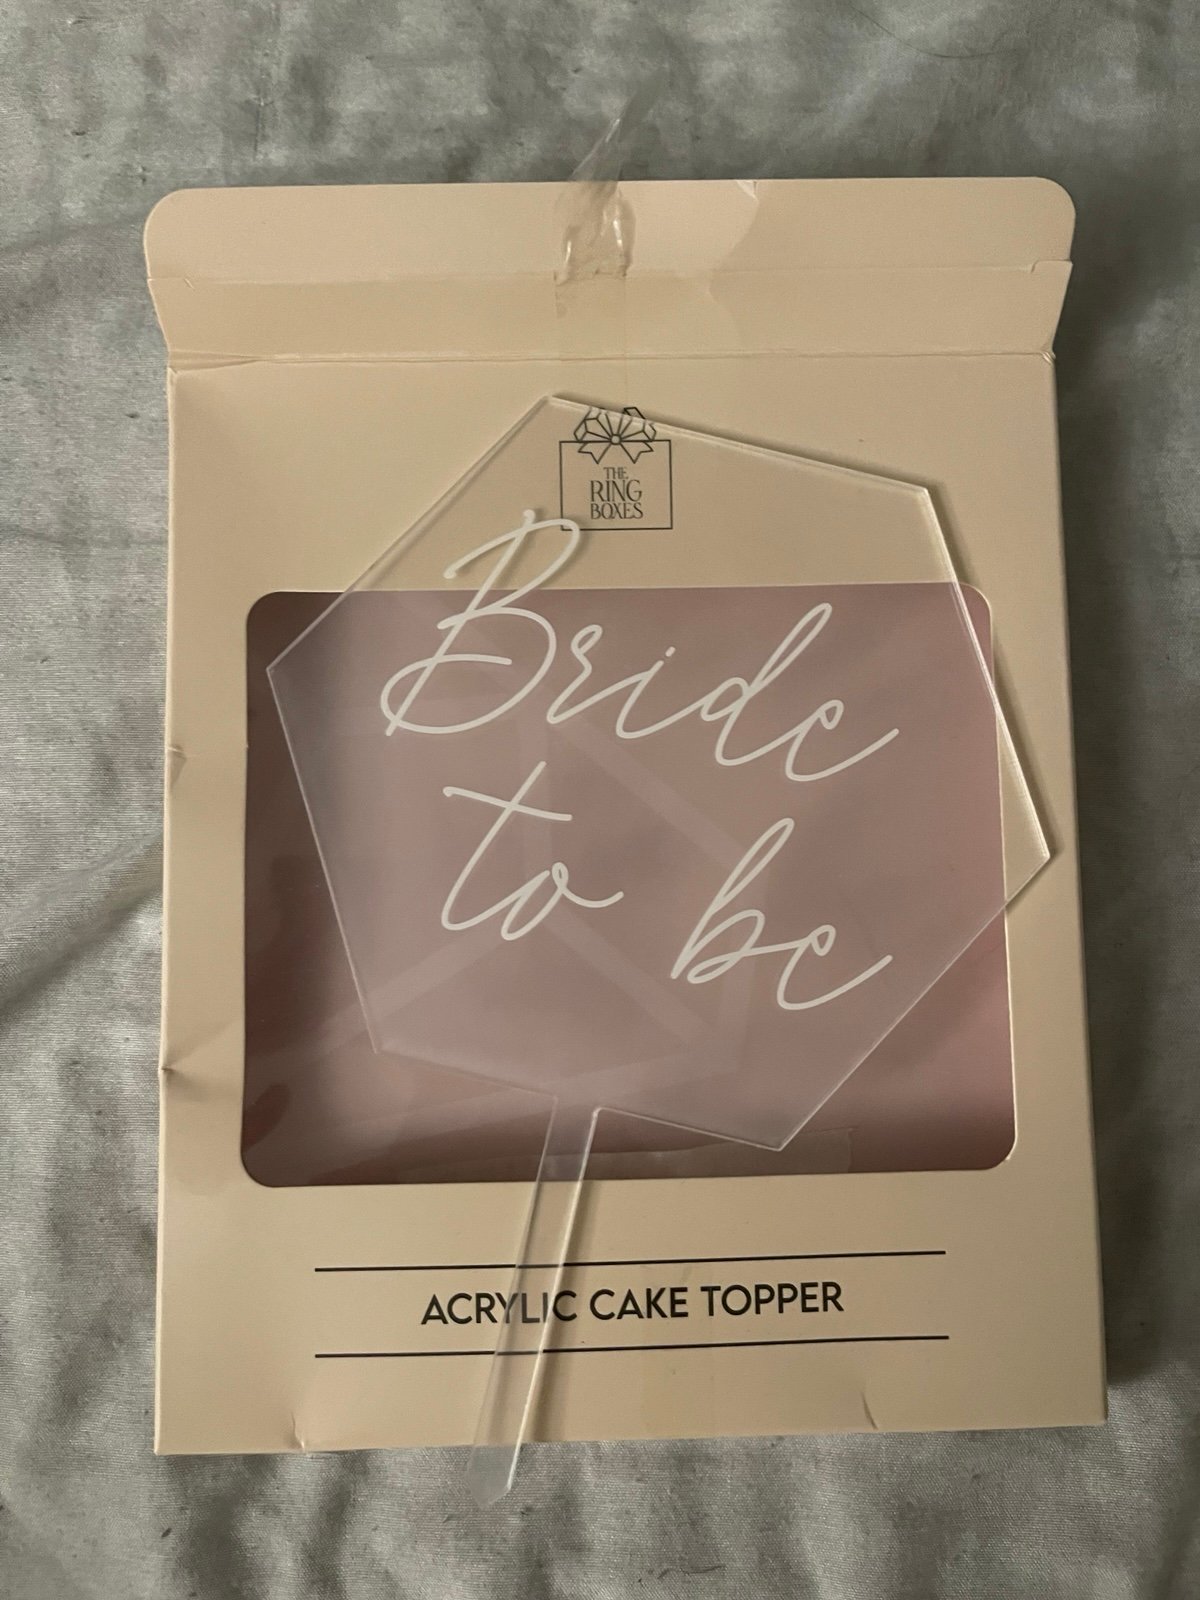 THE
RING
BOXES
Bride
to be
ACRYLIC CAKE TOPPER